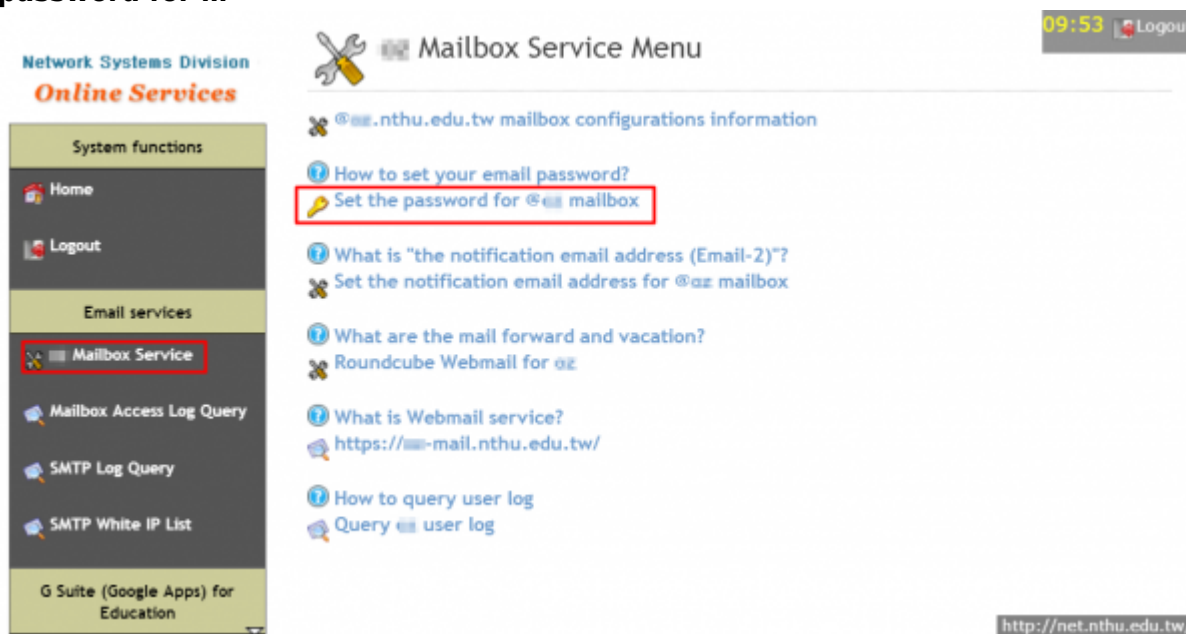 09:53 Logou
Mailbox Service Menu
Network Systems Division
Online Services
System functions
Home
Logout
Email services
Mailbox Service
Mailbox Access Log Query
SMTP Log Query
SMTP White IP List
G Suite (Google Apps) for
Education
@ .nthu.edu.tw mailbox configurations information
How to set your email password?
Set the password for @ mailbox
What is "the notification email address (Email-2)"?
Set the notification email address for @oz mailbox
What are the mail forward and vacation?
Roundcube Webmail for oz
What is Webmail service?
https:// -mail.nthu.edu.tw/
How to query user log
Query user log
http://net.nthu.edu.tw